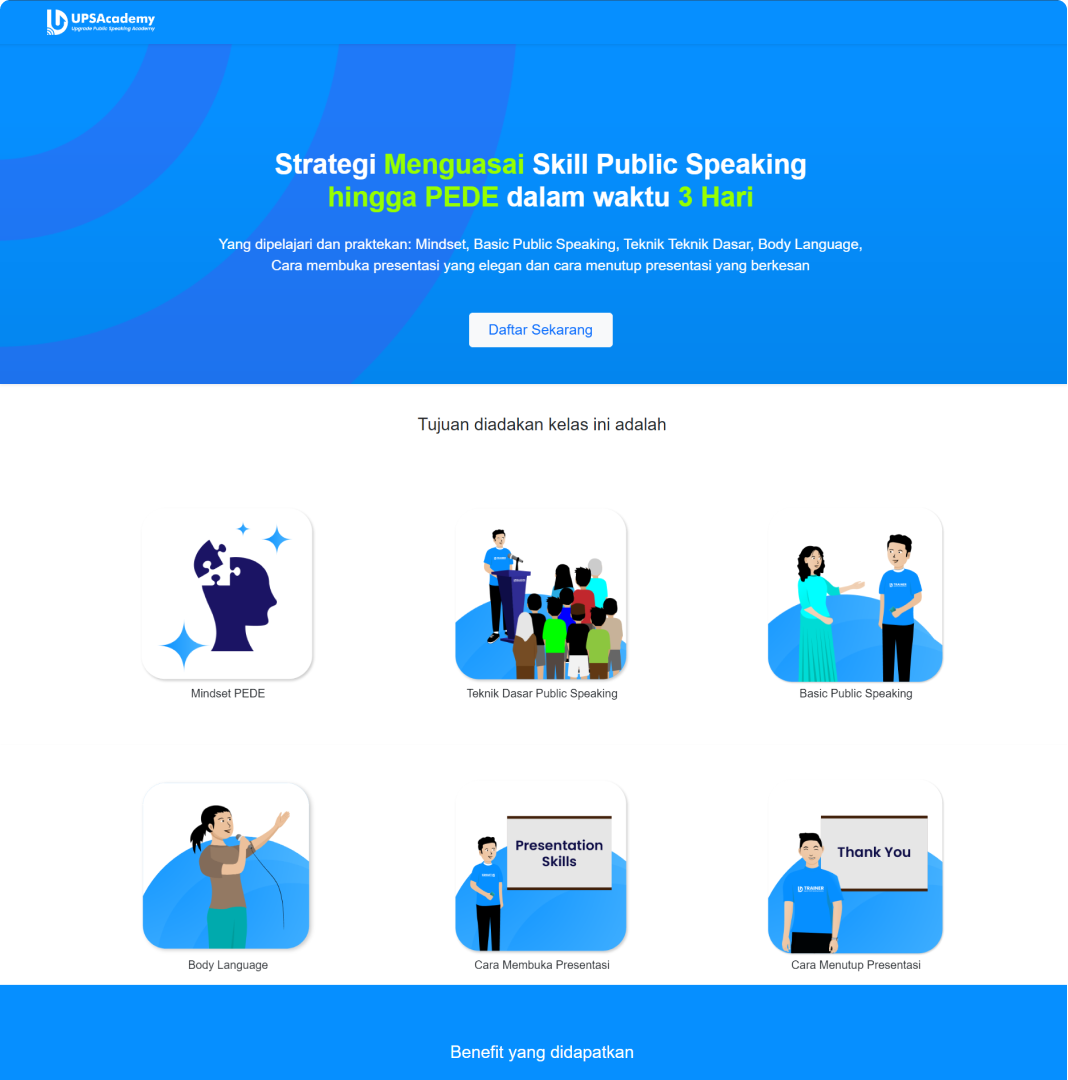 UPSAcademy
Upgrade Public Speaking Academy
Strategi Menguasai Skill Public Speaking
hingga PEDE dalam waktu 3 Hari
Yang dipelajari dan praktekan: Mindset, Basic Public Speaking, Teknik Teknik Dasar, Body Language,
Cara membuka presentasi yang elegan dan cara menutup presentasi yang berkesan
Daftar Sekarang
Tujuan diadakan kelas ini adalah
Mindset PEDE
Teknik Dasar Public Speaking
Basic Public Speaking
Presentation
Skills
Thank You
TRAINER
Body Language
Cara Membuka Presentasi
Cara Menutup Presentasi
Benefit yang didapatkan